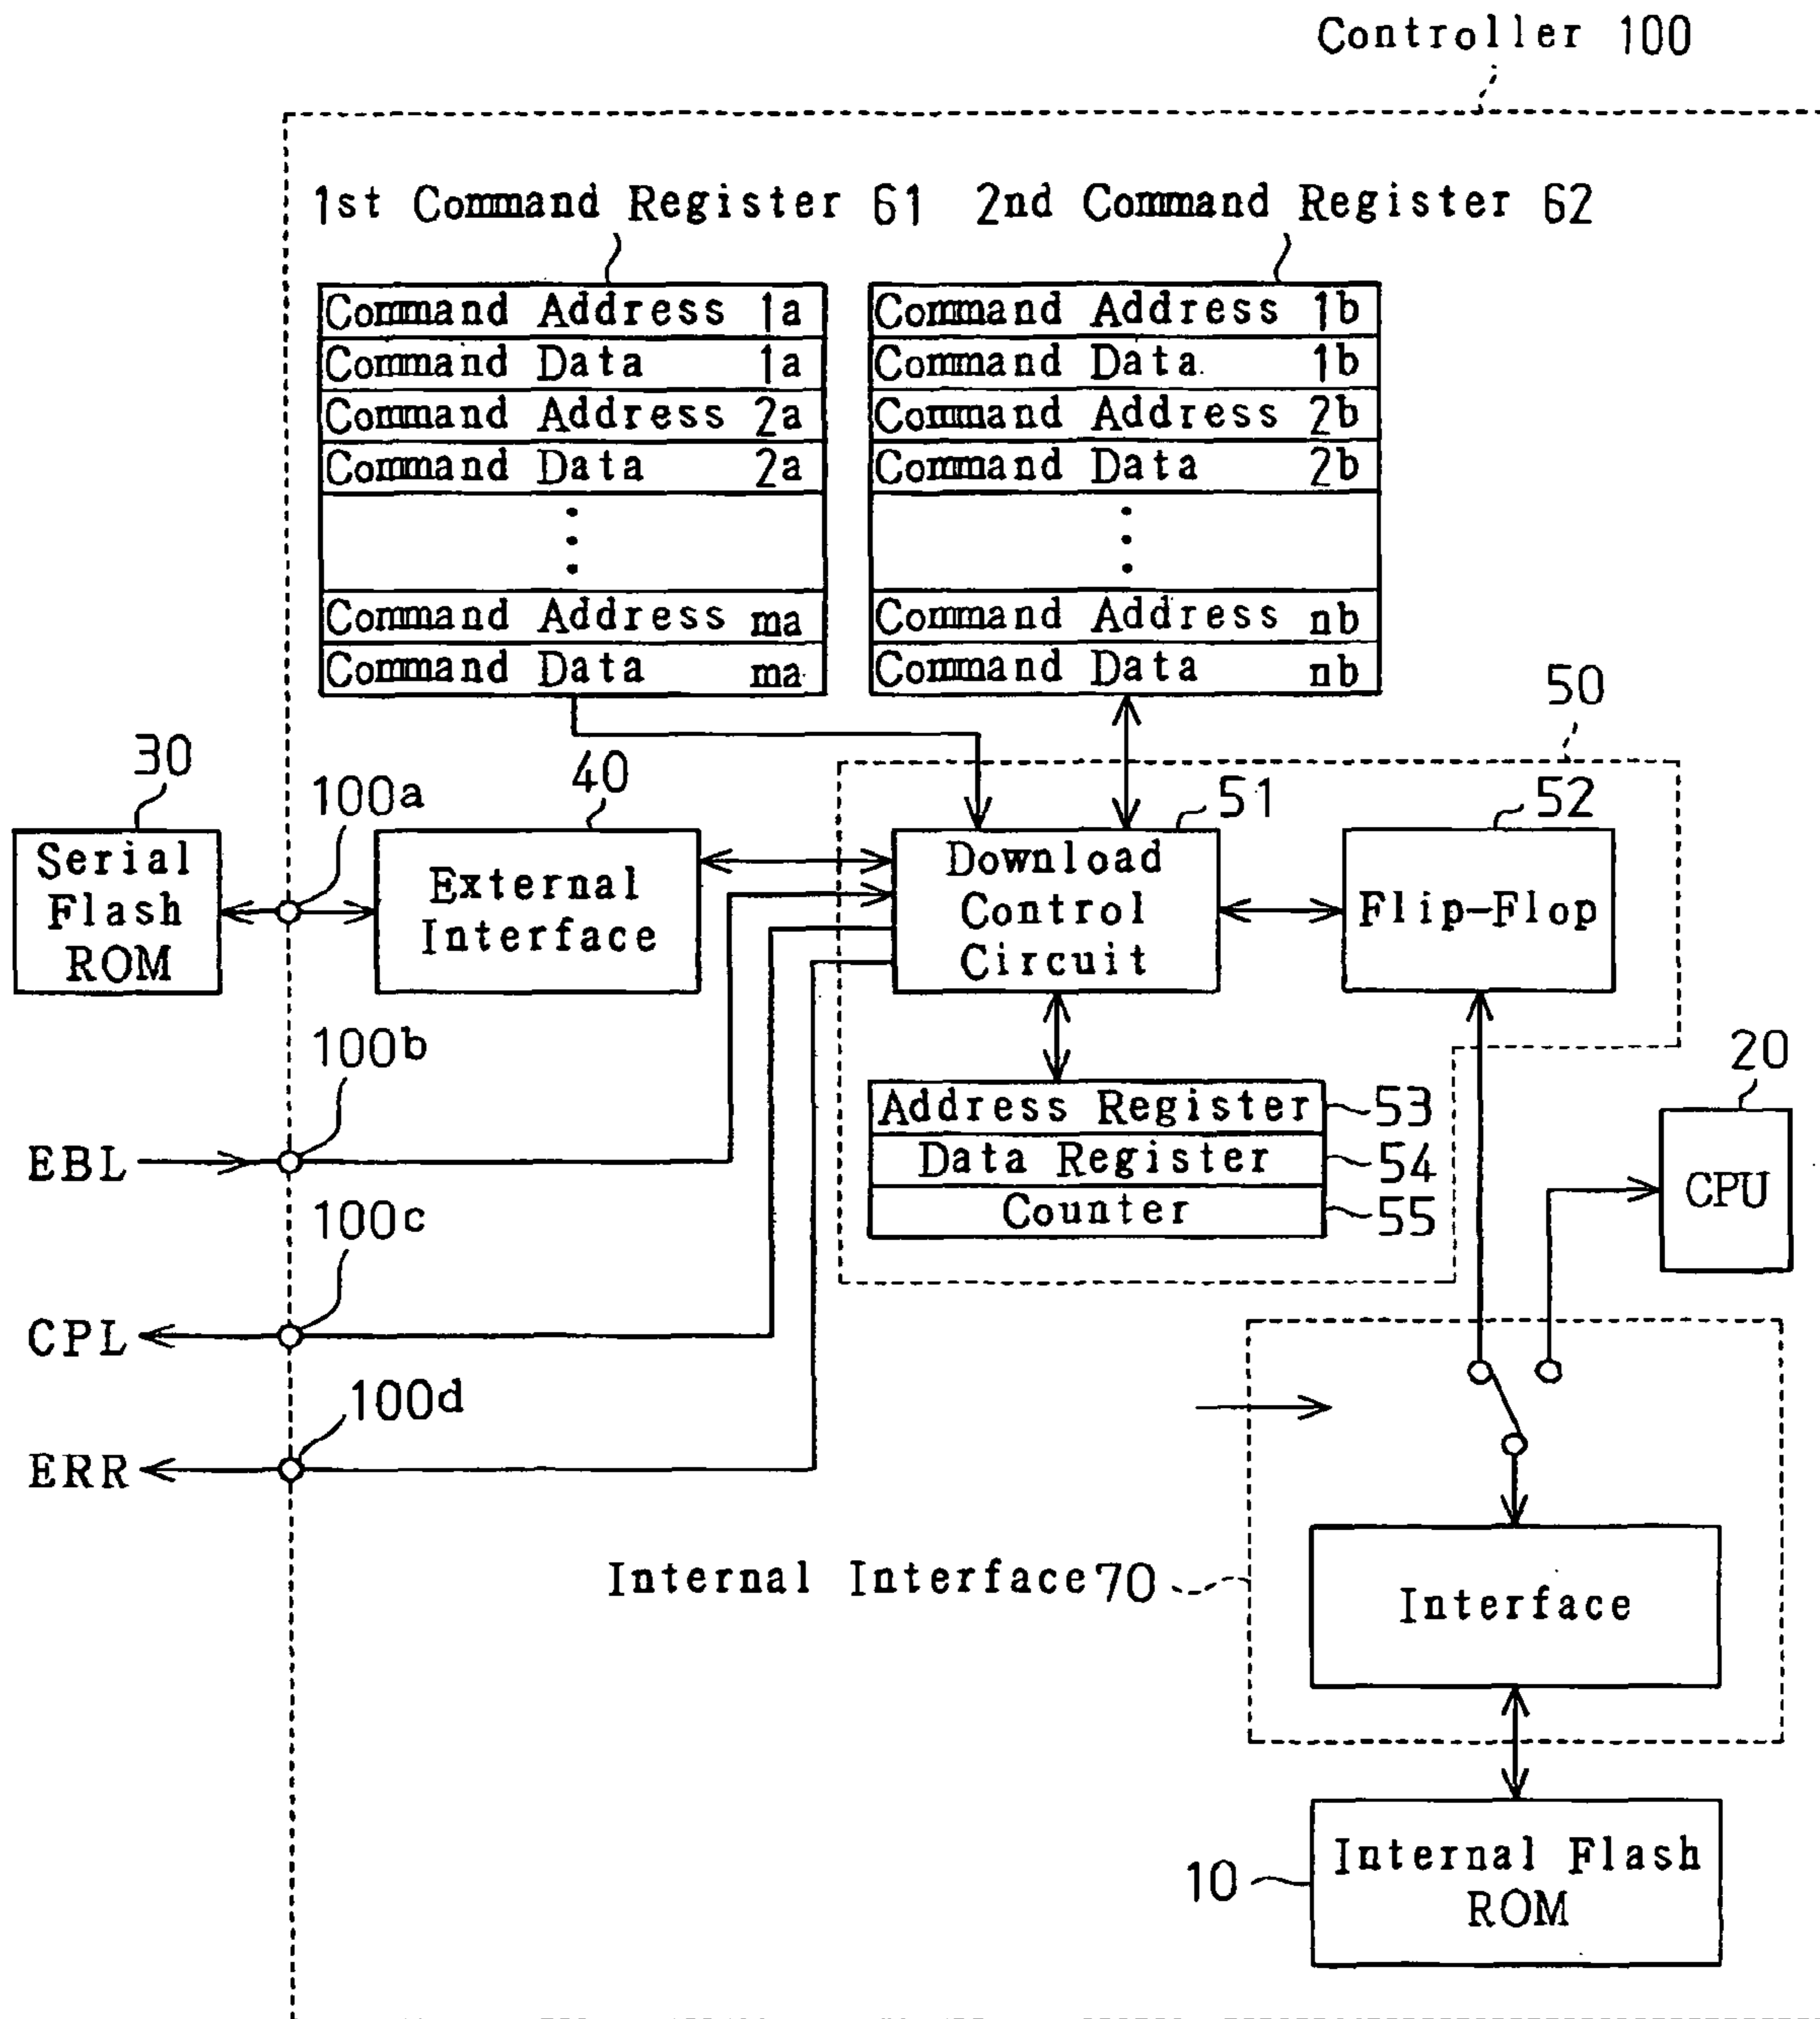 Controller 100
1st Command Register 61
2nd Command Register 62
Command Address 1a
Command Data 1a
Command Address 2a
Command Data 2a
Command Address ma
Command Data ma
Command Address 1b
Command Data 1b
Command Address 2b
Command Data 2b
Command Address nb
Command Data nb
50
30
100a
40
51
52
Serial
Flash
ROM
External
Interface
Download
Control
Circuit
Flip-Flop
100b
20
Address Register
53
EBL
Data Register
54
CPU
100c
Counter
55
CPL
100d
ERR
Internal Interface 70
Interface
10
Internal Flash
ROM